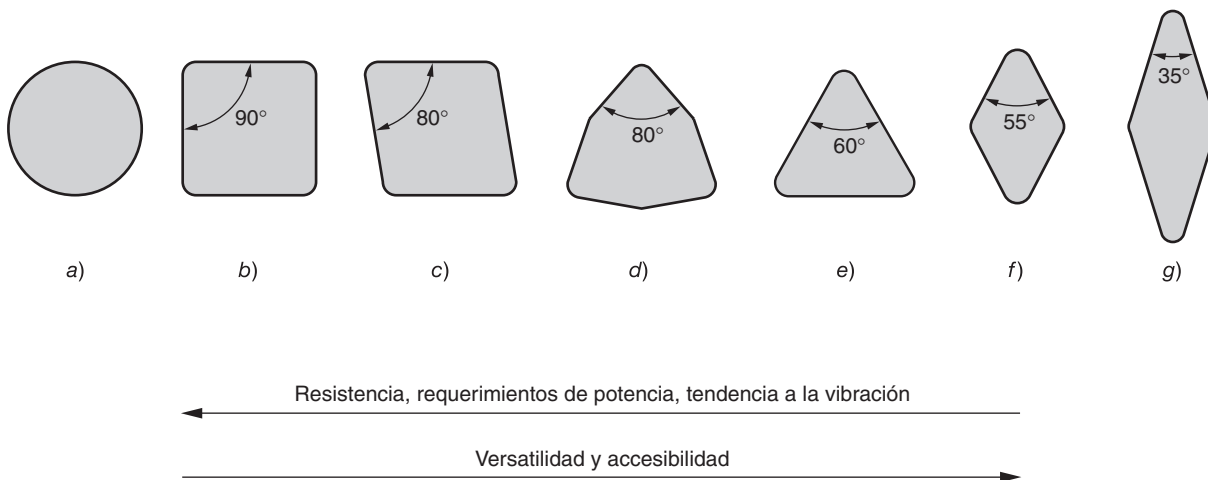 90°
80°
80°
60°
55°
35°
a)
b)
c)
d)
e)
f)
g)
Resistencia, requerimientos de potencia, tendencia a la vibración
Versatilidad y accesibilidad